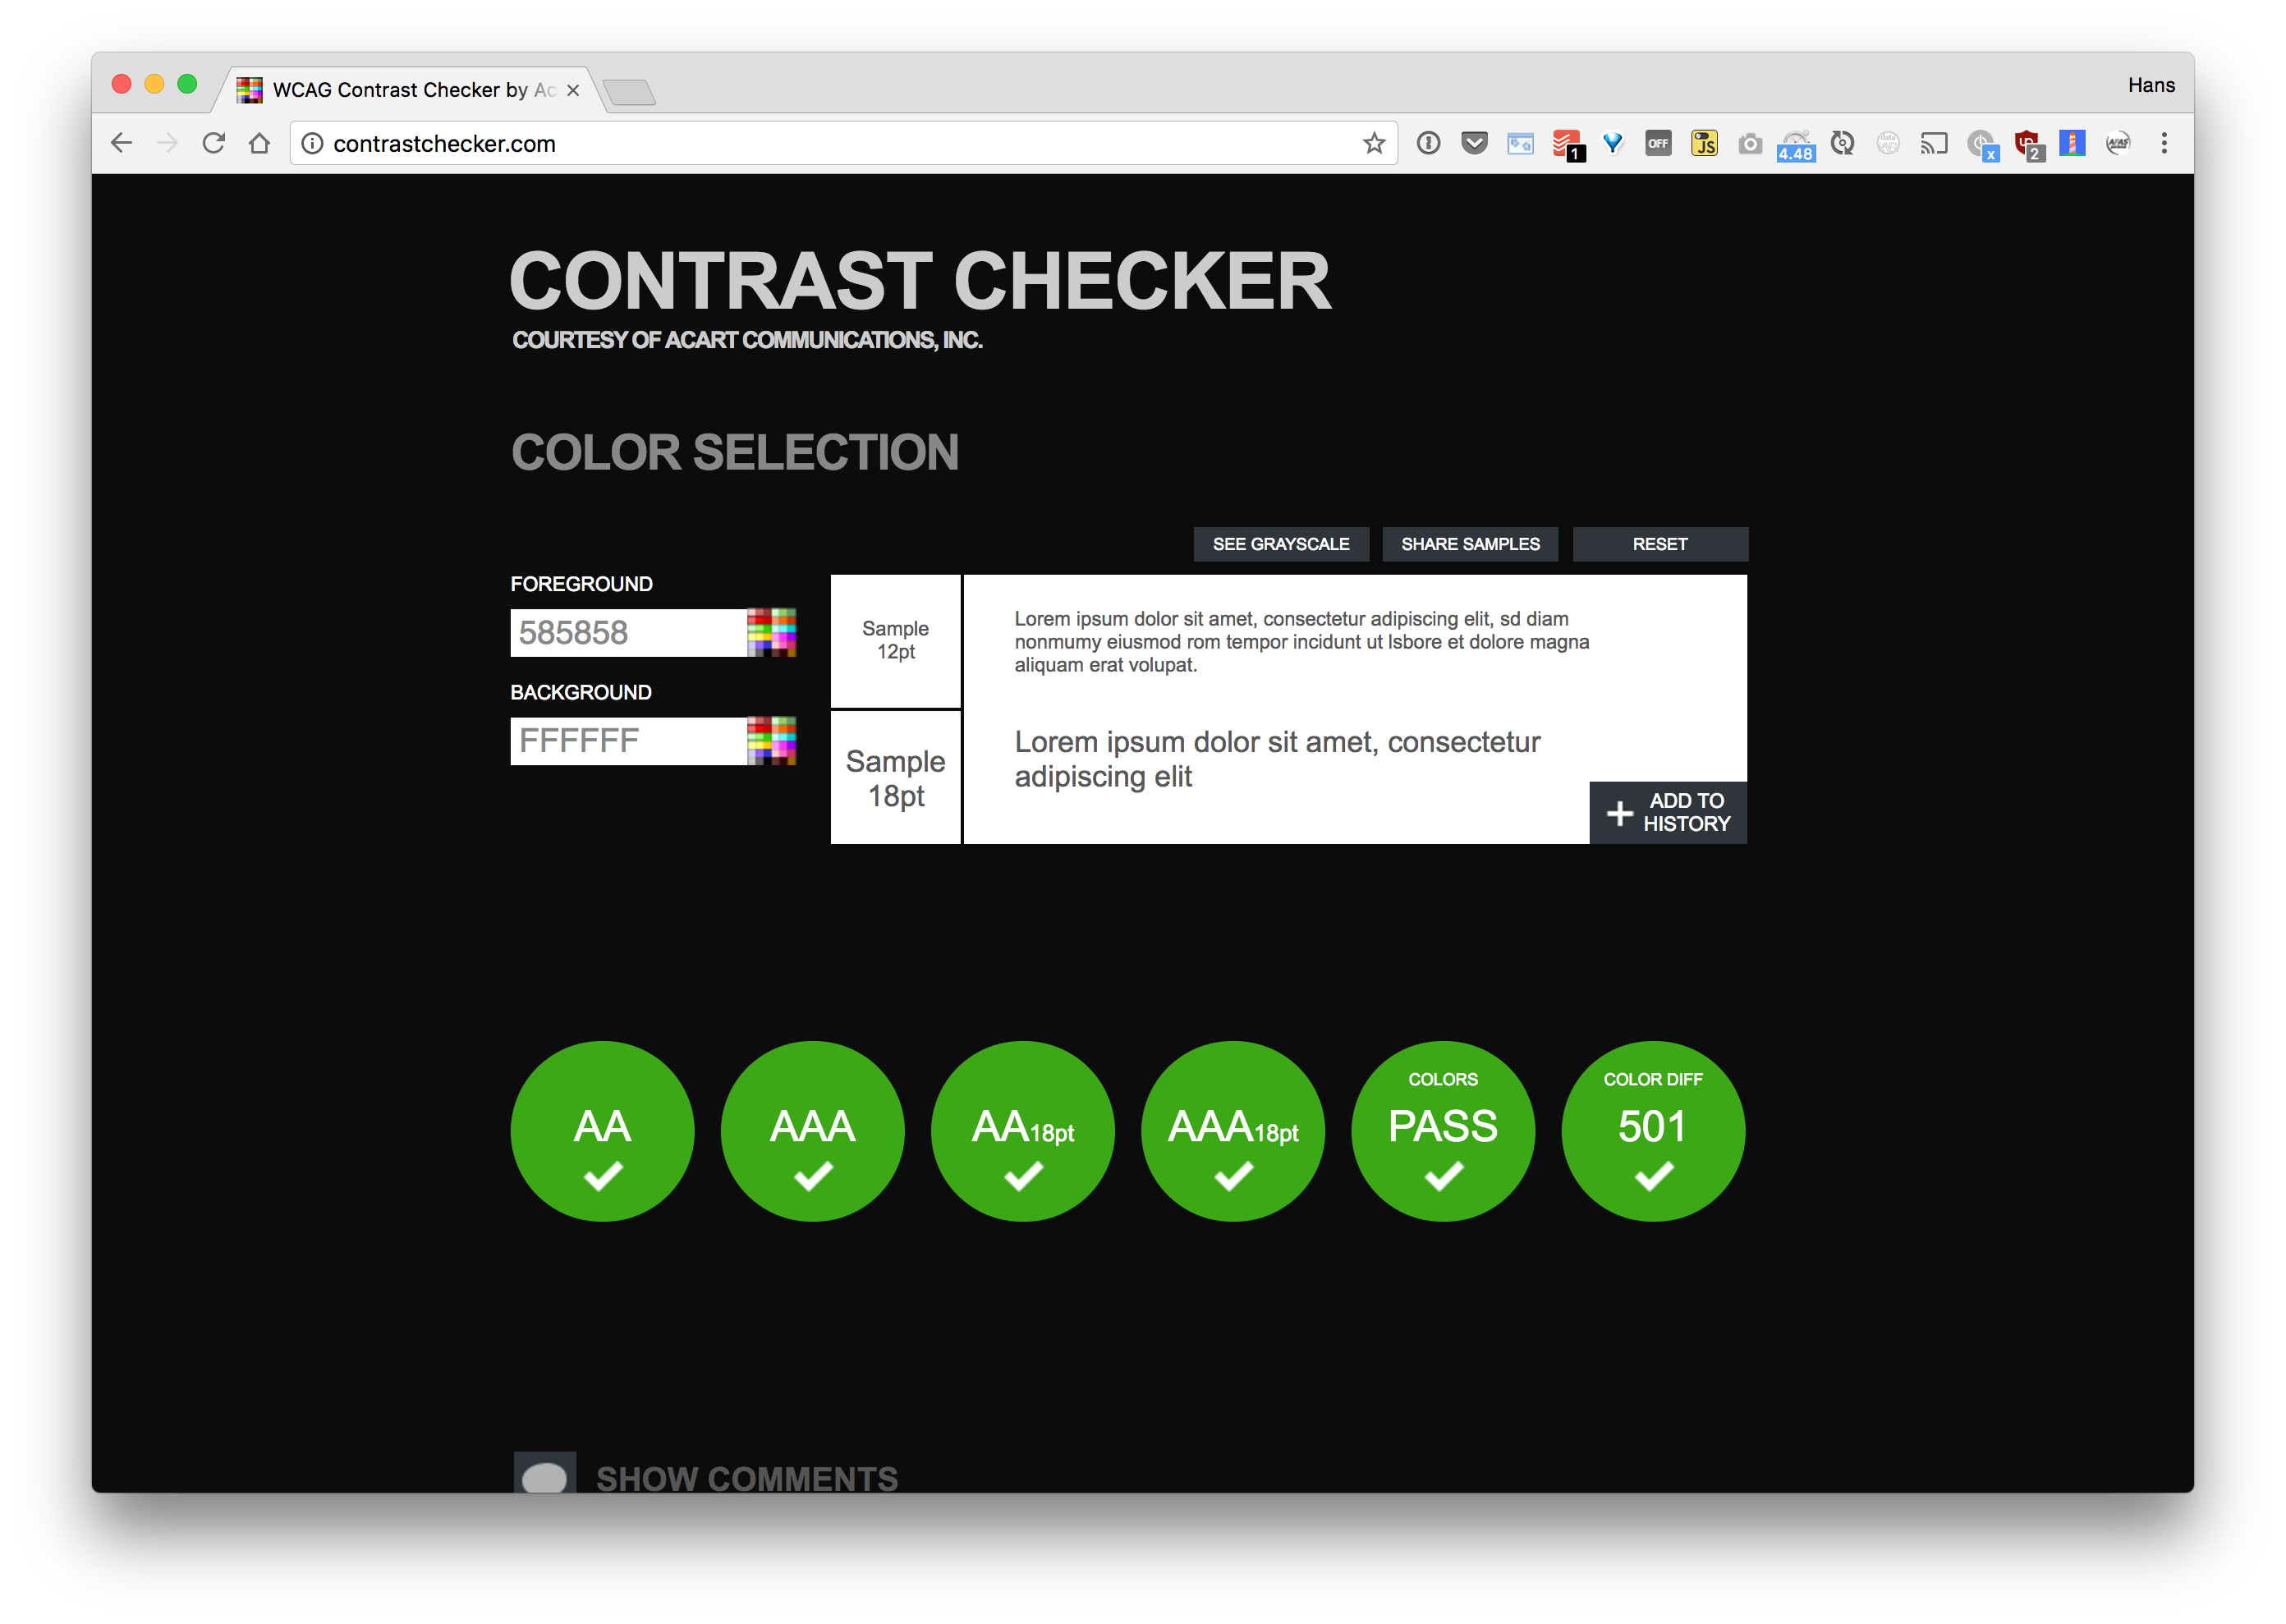 WCAG Contrast Checker by Ac
Hans
contrastchecker.com
1
OFF
JS
4.48
x
2
CONTRAST CHECKER
COURTESY OF ACART COMMUNICATIONS, INC.
COLOR SELECTION
SEE GRAYSCALE
SHARE SAMPLES
RESET
FOREGROUND
585858
BACKGROUND
FFFFFF
Sample
12pt
Lorem ipsum dolor sit amet, consectetur adipiscing elit, sd diam
nonmumy eiusmod rom tempor incidunt ut lsbore et dolore magna
aliquam erat volupat.
Sample
18pt
Lorem ipsum dolor sit amet, consectetur
adipiscing elit
ADD TO
HISTORY
AA
AAA
AA18pt
AAA18pt
COLORS
PASS
COLOR DIFF
501
SHOW COMMENTS